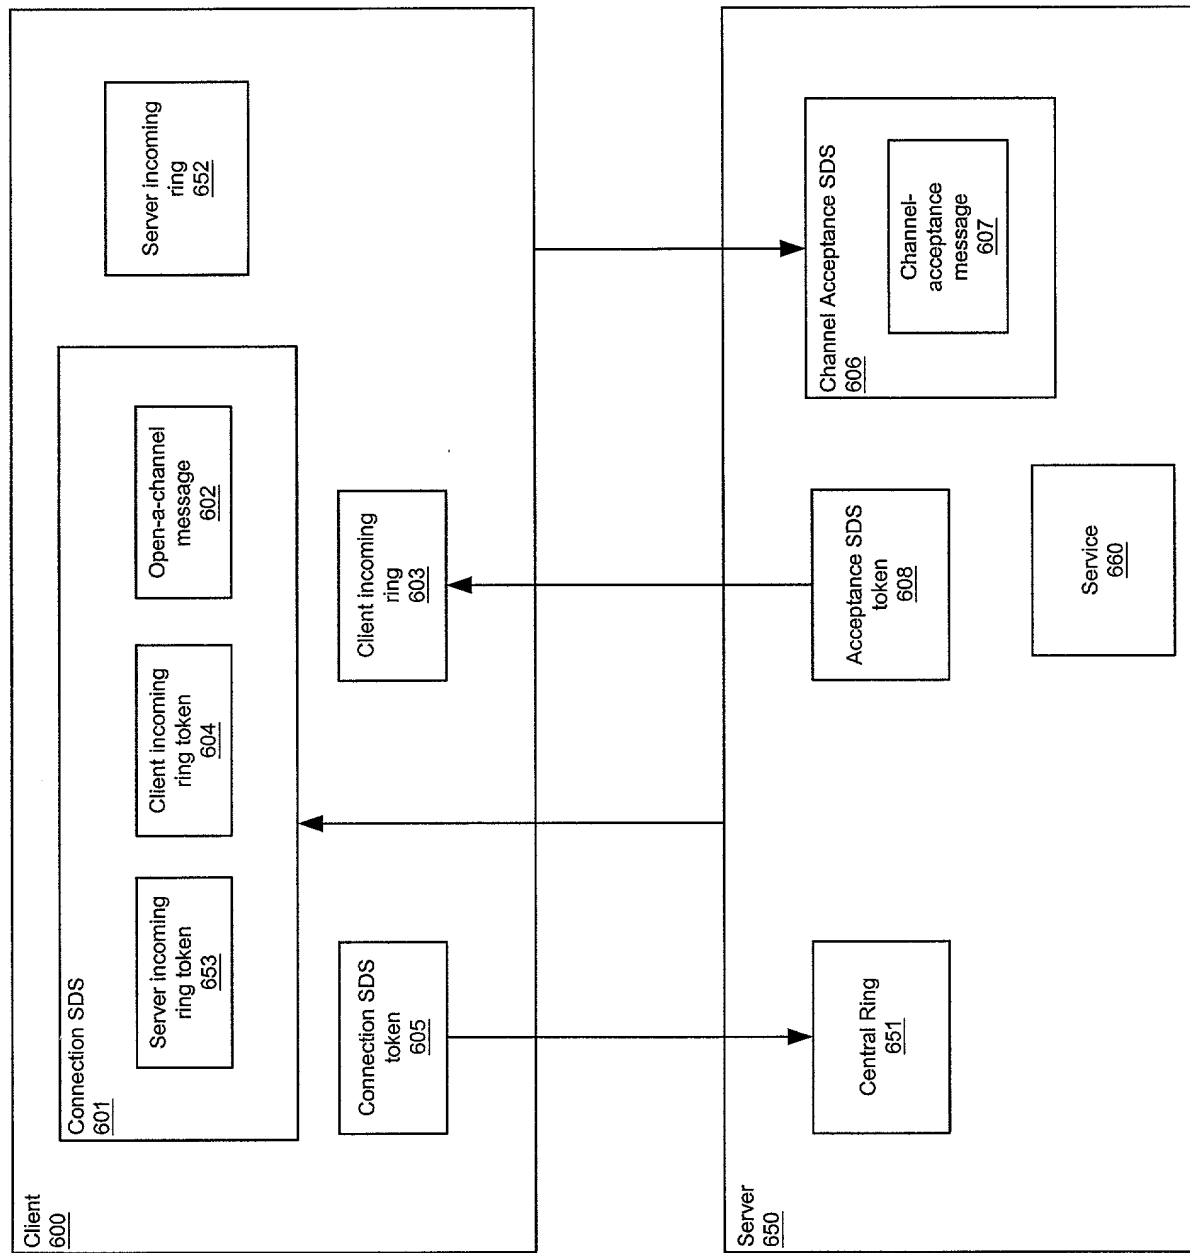 Client
600
Connection SDS
601
Server incoming
ring token
653
Client incoming
ring token
604
Open-a-channel
message
602
Server incoming
ring
652
Connection SDS
token
605
Client incoming
ring
603
Server
650
Central Ring
651
Acceptance SDS
token
608
Channel Acceptance SDS
606
Channel-
acceptance
message
607
Service
660